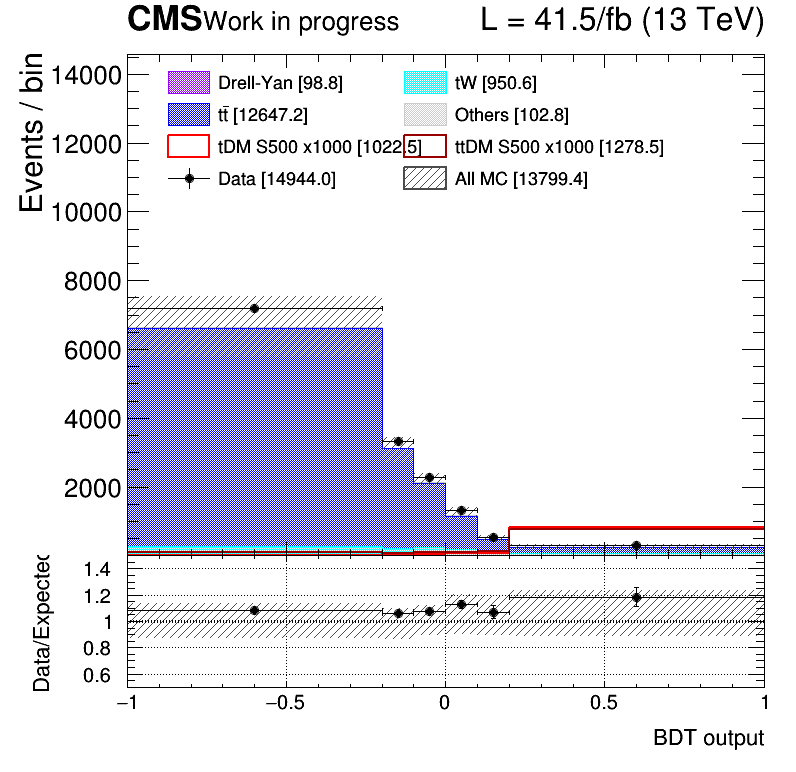 CMS Work in progress L = 41.5/fb (13 TeV)
Events / bin
14000
12000
10000
8000
6000
4000
2000
Drell-Yan [98.8] tW [950.6]
tt̄ [12647.2] Others [102.8]
tDM S500 x1000 [1022.5] ttDM S500 x1000 [1278.5]
Data [14944.0] All MC [13799.4]
Data/Expected
1.4
1.2
1
0.8
0.6
−1 −0.5 0 0.5 1
BDT output